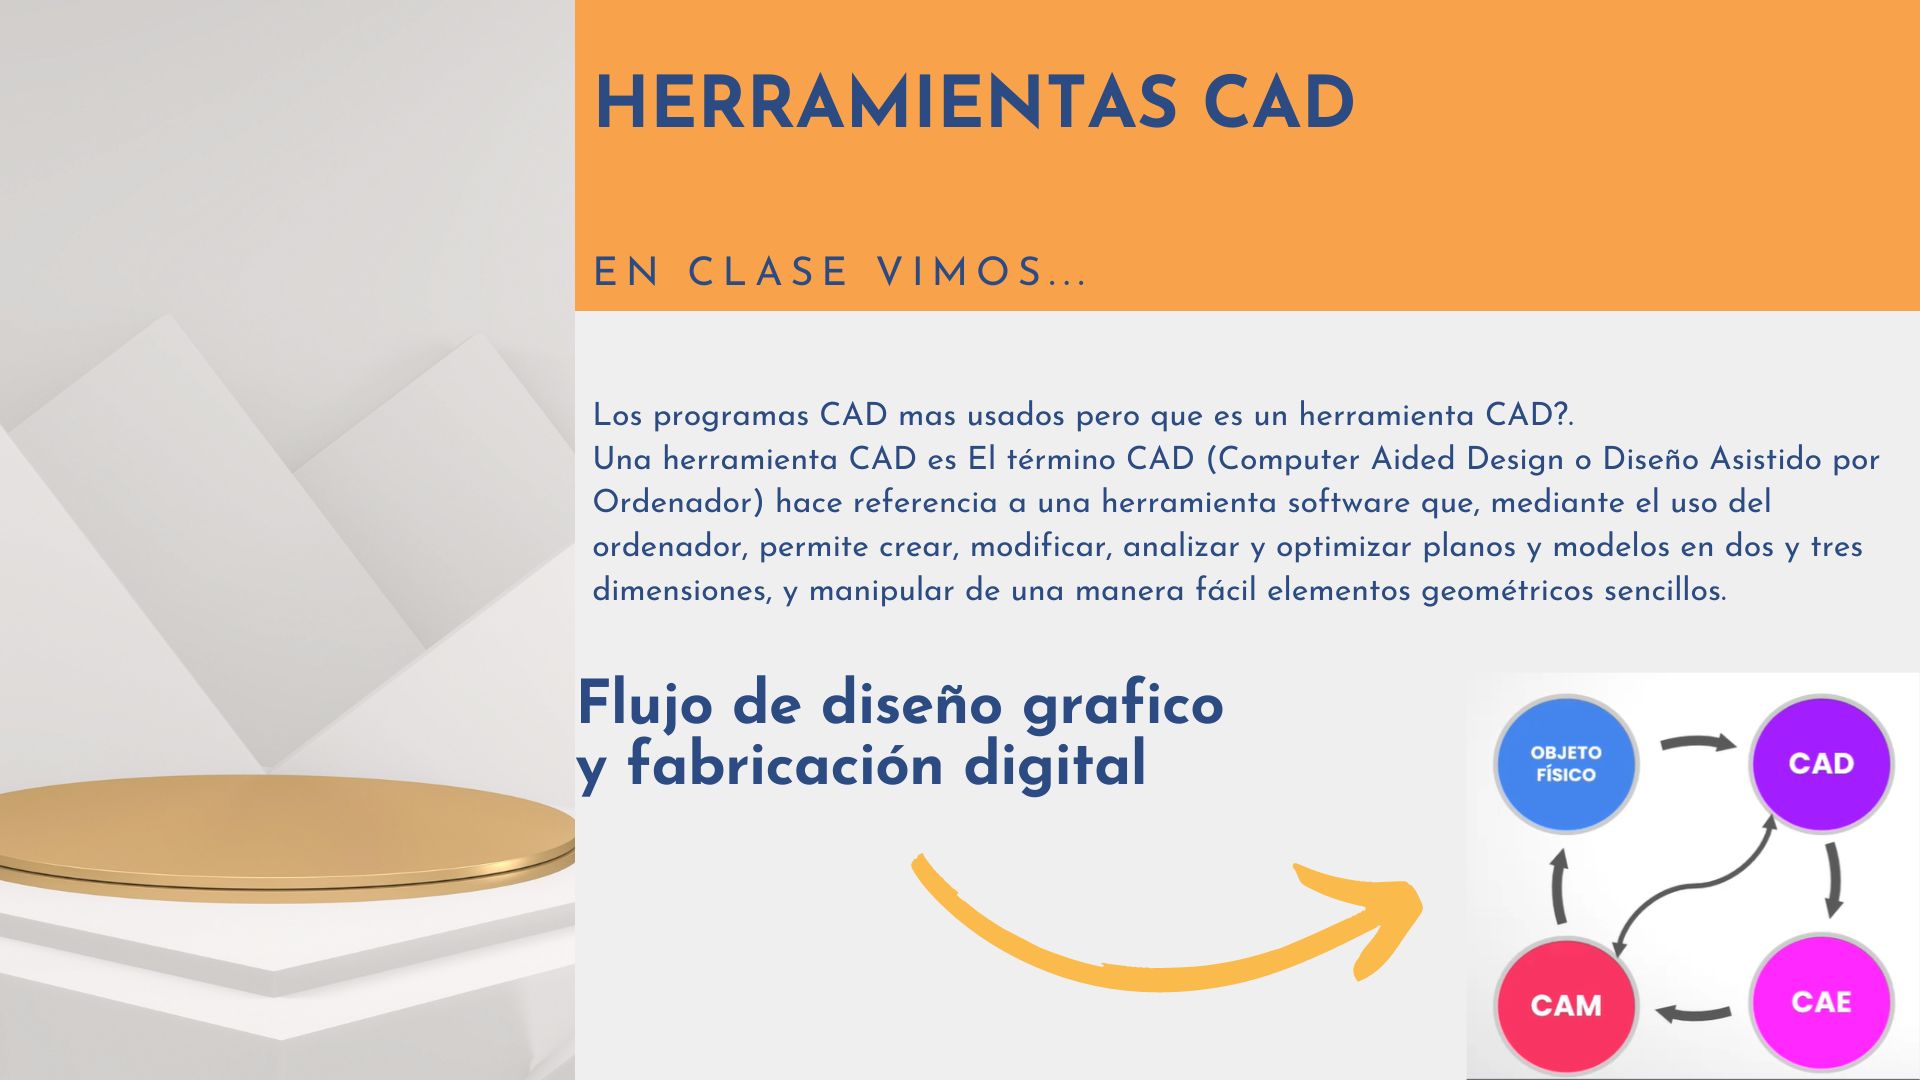 HERRAMIENTAS CAD
EN CLASE VIMOS...
Los programas CAD mas usados pero que es un herramienta CAD?.
Una herramienta CAD es El término CAD (Computer Aided Design o Diseño Asistido por
Ordenador) hace referencia a una herramienta software que, mediante el uso del
ordenador, permite crear, modificar, analizar y optimizar planos y modelos en dos y tres
dimensiones, y manipular de una manera fácil elementos geométricos sencillos.
Flujo de diseño grafico
y fabricación digital
OBJETO
FÍSICO
CAD
CAM
CAE